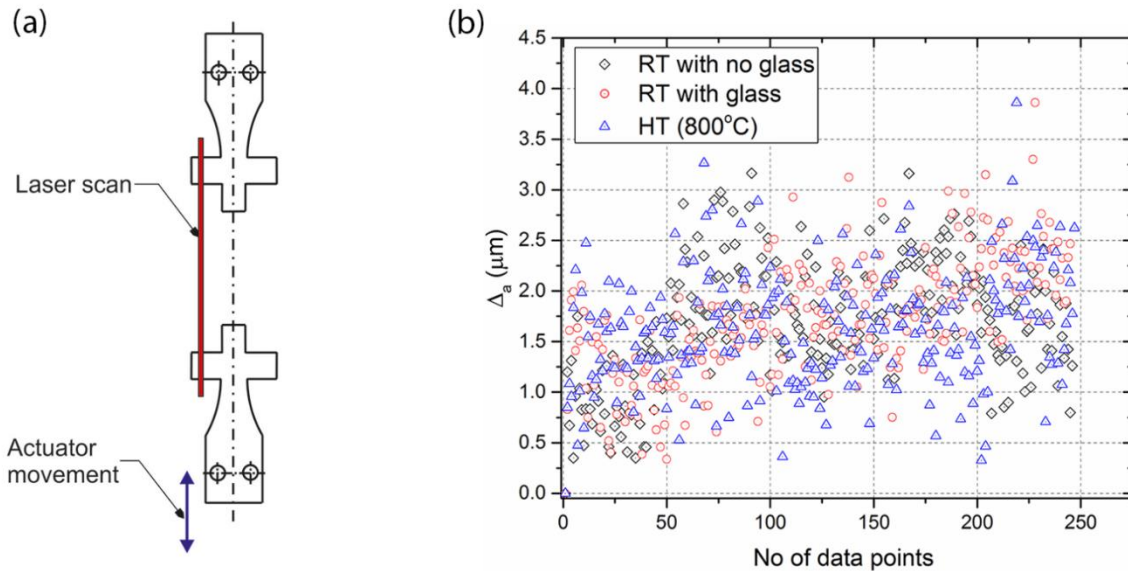 (a)
Laser scan
Actuator
movement
(b)
RT with no glass
RT with glass
HT (800°C)
4.5
4.0
3.5
3.0
2.5
2.0
1.5
1.0
0.5
0.0
Δₐ (μm)
0
50
100
150
200
250
No of data points